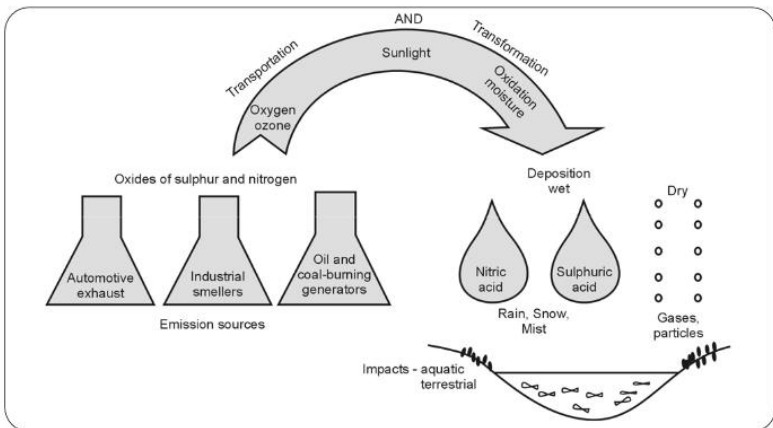 AND
Transportation
Transformation
Sunlight
Oxygen
ozone
Oxidation
moisture
Oxides of sulphur and nitrogen
Deposition
wet
Dry
Automotive
exhaust
Industrial
smellers
Oil and
coal-burning
generators
Nitric
acid
Sulphuric
acid
Emission sources
Rain, Snow,
Mist
Gases,
particles
Impacts - aquatic
terrestrial